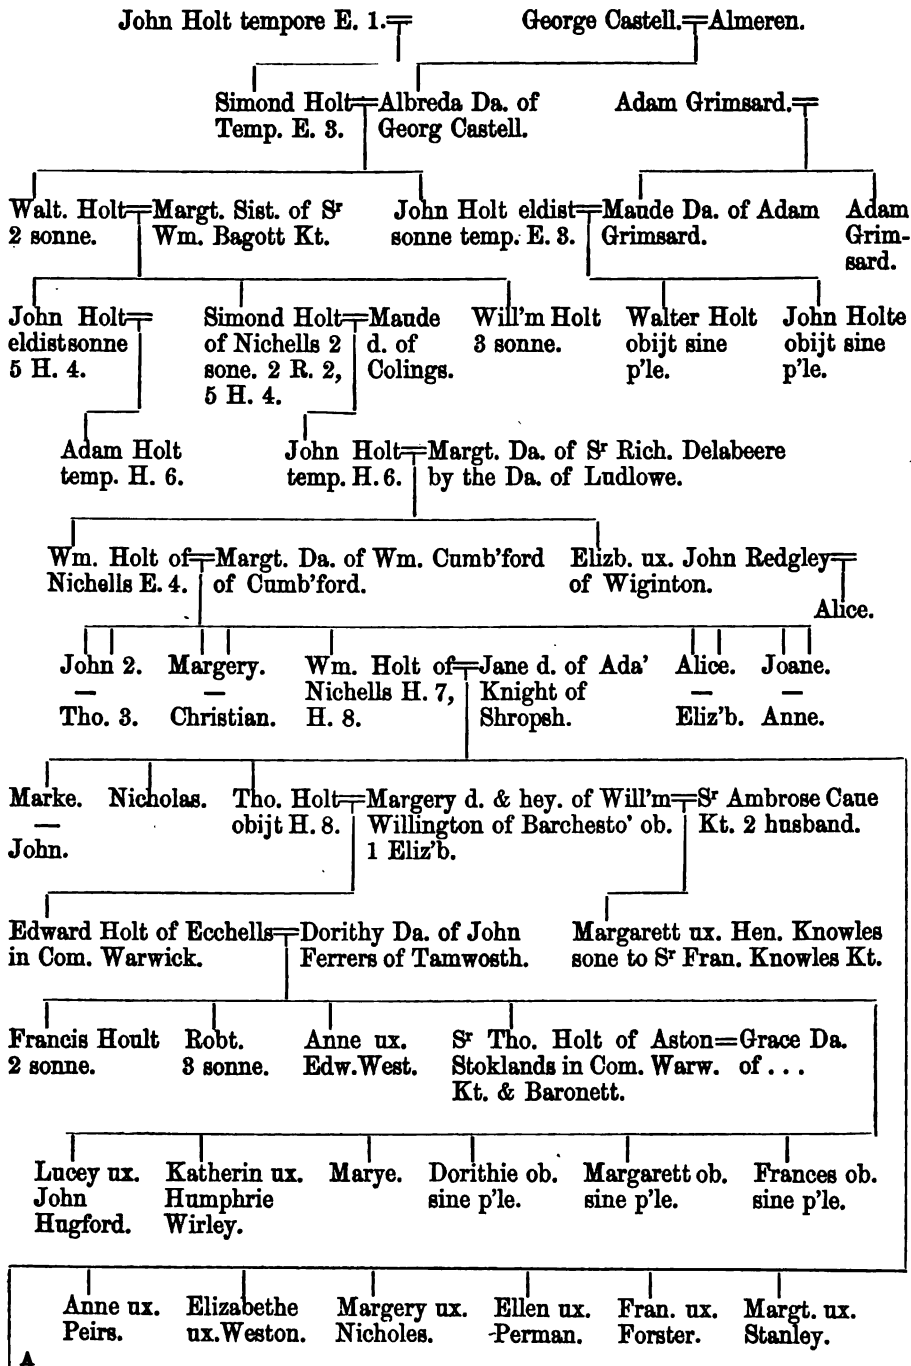 John Holt tempore E. 1.
George Castell. Almeren.
Simond Holt
Temp. E. 3.
Albreda Da. of
Georg Castell.
Adam Grimsard.
Walt. Holt
2 sonne.
Margt. Sist. of Sʳ
Wm. Bagott Kt.
John Holt eldist
sonne temp. E. 3.
Maude Da. of Adam
Grimsard.
Adam
Grim-
sard.
John Holt
eldist sonne
5 H. 4.
Simond Holt
of Nichells 2
sone. 2 R. 2,
5 H. 4.
Maude
d. of
Colings.
Will'm Holt
3 sonne.
Walter Holt
obijt sine
p'le.
John Holte
obijt sine
p'le.
Adam Holt
temp. H. 6.
John Holt
temp. H. 6.
Margt. Da. of Sʳ Rich. Delabeere
by the Da. of Ludlowe.
Wm. Holt of
Nichells E. 4.
Margt. Da. of Wm. Cumb'ford
of Cumb'ford.
Elizb. ux. John Redgley
of Wiginton.
Alice.
John 2.
Tho. 3.
Margery.
Christian.
Wm. Holt of
Nichells H. 7,
H. 8.
Jane d. of Ada'
Knight of
Shropsh.
Alice.
Eliz'b.
Joane.
Anne.
Marke.
John.
Nicholas.
Tho. Holt
obijt H. 8.
Margery d. & hey. of Will'm
Willington of Barchesto' ob.
1 Eliz'b.
Sʳ Ambrose Caue
Kt. 2 husband.
Edward Holt of Ecchells
in Com. Warwick.
Dorithy Da. of John
Ferrers of Tamwosth.
Margarett ux. Hen. Knowles
sone to Sʳ Fran. Knowles Kt.
Francis Hoult
2 sonne.
Robt.
3 sonne.
Anne ux.
Edw. West.
Sʳ Tho. Holt of Aston
Stoklands in Com. Warw.
Kt. & Baronett.
Grace Da.
of . . .
Lucey ux.
John
Hugford.
Katherin ux.
Humphrie
Wirley.
Marye.
Dorithie ob.
sine p'le.
Margarett ob.
sine p'le.
Frances ob.
sine p'le.
Anne ux.
Peirs.
Elizabethe
ux. Weston.
Margery ux.
Nicholes.
Ellen ux.
Perman.
Fran. ux.
Forster.
Margt. ux.
Stanley.
A